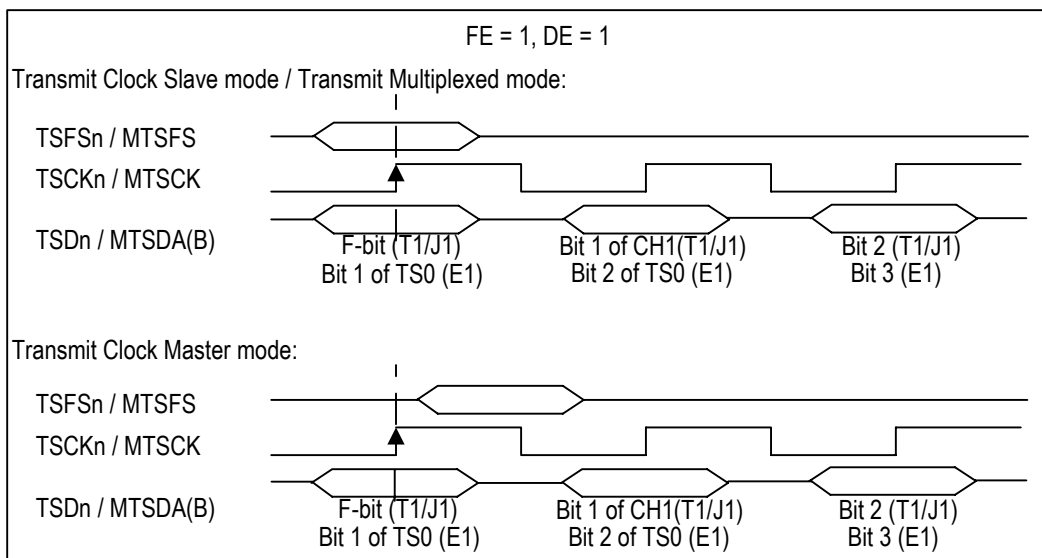 FE = 1, DE = 1
Transmit Clock Slave mode / Transmit Multiplexed mode:
TSFSn / MTSFS
TSCKn / MTSCK
TSDn / MTSDA(B)
F-bit (T1/J1)
Bit 1 of TS0 (E1)
Bit 1 of CH1(T1/J1)
Bit 2 of TS0 (E1)
Bit 2 (T1/J1)
Bit 3 (E1)
Transmit Clock Master mode:
TSFSn / MTSFS
TSCKn / MTSCK
TSDn / MTSDA(B)
F-bit (T1/J1)
Bit 1 of TS0 (E1)
Bit 1 of CH1(T1/J1)
Bit 2 of TS0 (E1)
Bit 2 (T1/J1)
Bit 3 (E1)